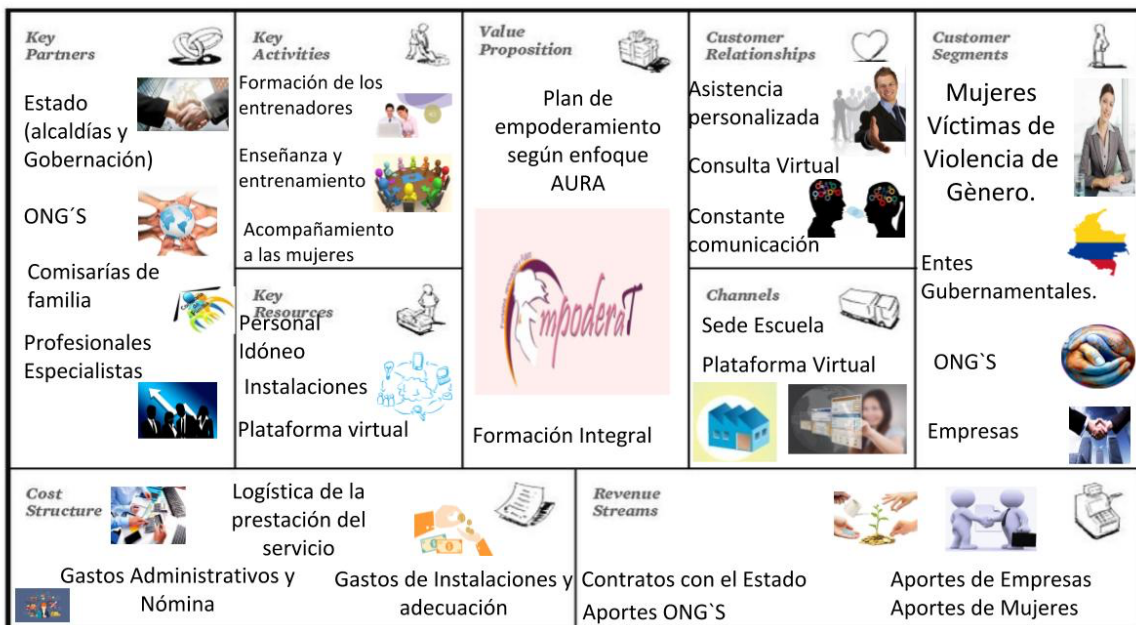 Key
Partners
Estado
(alcaldías y
Gobernación)
ONG´S
Comisarías de
familia
Profesionales
Especialistas
Key
Activities
Formación de los
entrenadores
Enseñanza y
entrenamiento
Acompañamiento
a las mujeres
Key
Resources
Personal
Idóneo
Instalaciones
Plataforma virtual
Value
Proposition
Plan de
empoderamiento
según enfoque
AURA
EmpoderaT
Formación Integral
Customer
Relationships
Asistencia
personalizada
Consulta Virtual
Constante
comunicación
Channels
Sede Escuela
Plataforma Virtual
Customer
Segments
Mujeres
Víctimas de
Violencia de
Gènero.
Entes
Gubernamentales.
ONG`S
Empresas
Cost
Structure
Logística de la
prestación del
servicio
Gastos Administrativos y
Nómina
Gastos de Instalaciones y
adecuación
Revenue
Streams
Contratos con el Estado
Aportes ONG`S
Aportes de Empresas
Aportes de Mujeres